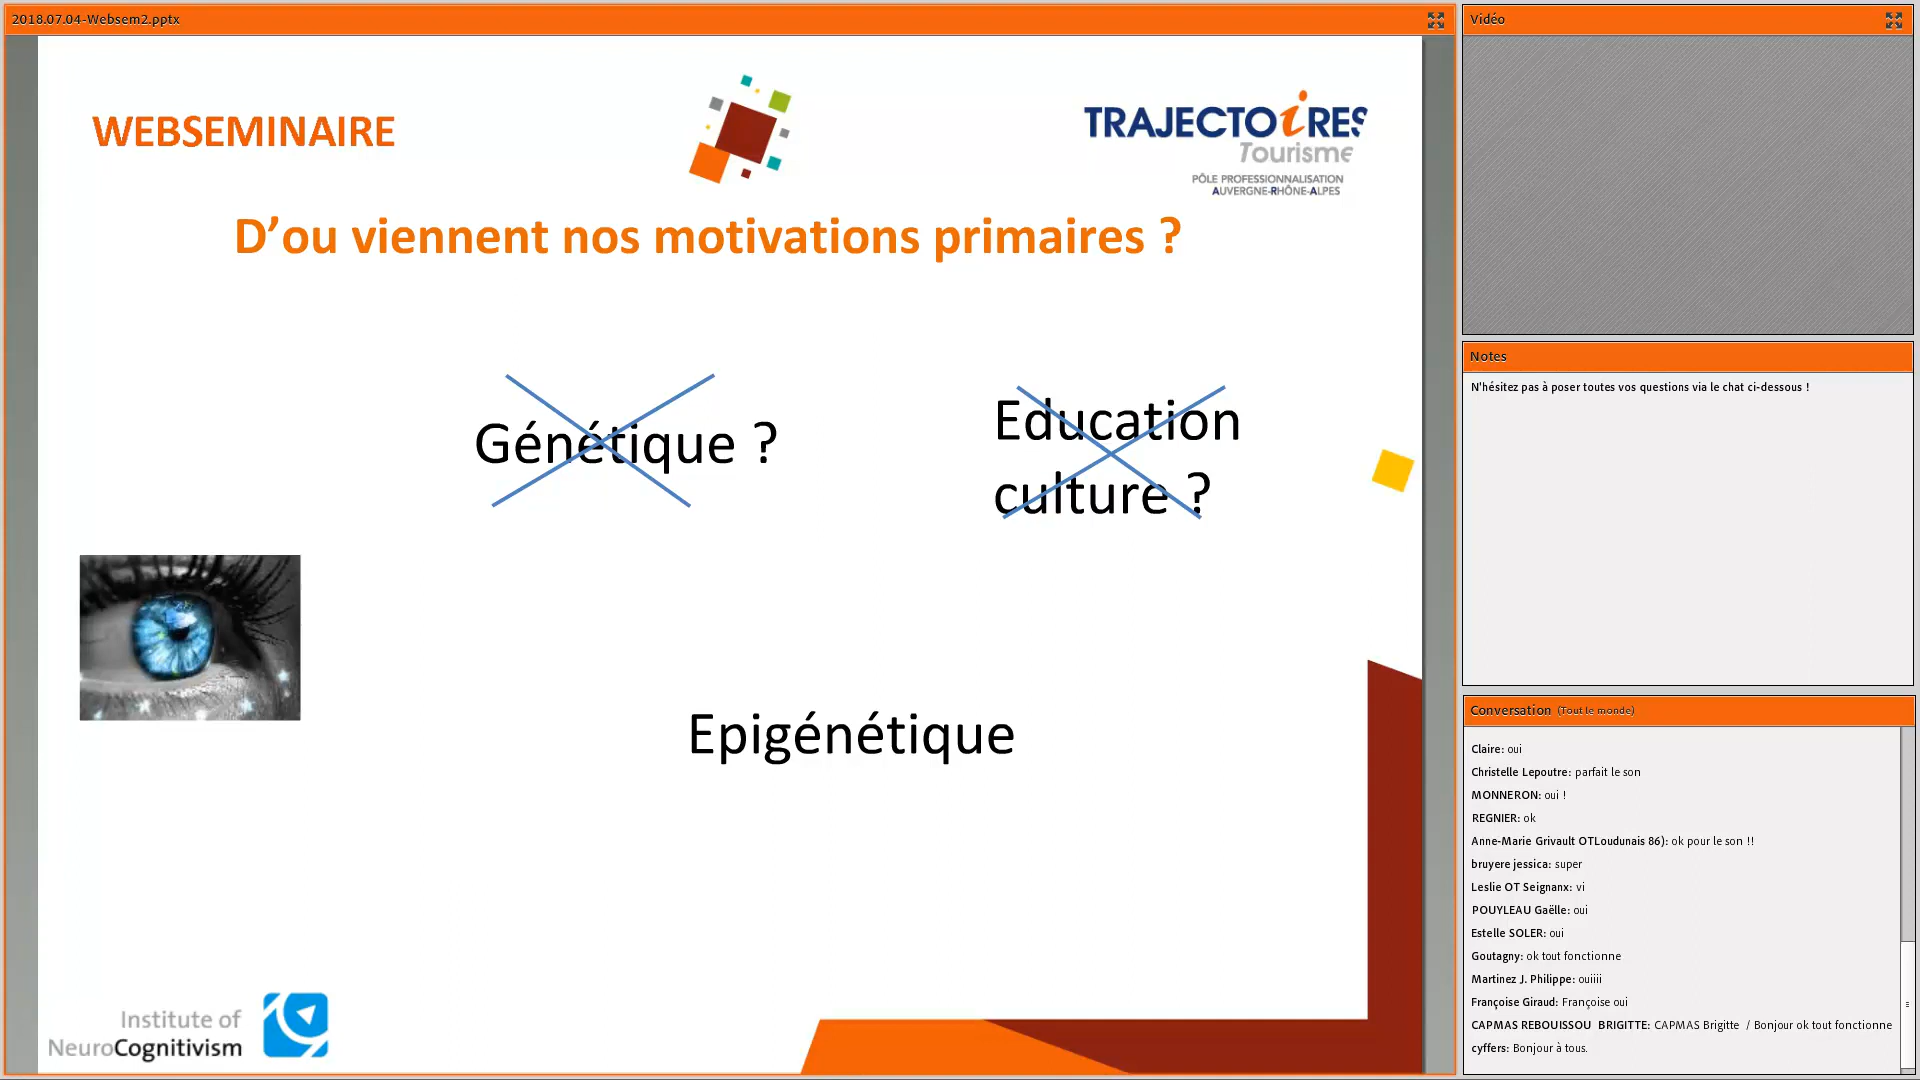 2018.07.04-Websem2.pptx
WEBSEMINAIRE
TRAJECTOiRES
Tourisme
PÔLE PROFESSIONNALISATION
AUVERGNE-RHÔNE-ALPES
D’ou viennent nos motivations primaires ?
Génétique ?
Education
culture ?
Epigénétique
Institute of
NeuroCognitivism
Vidéo
Notes
N'hésitez pas à poser toutes vos questions via le chat ci-dessous !
Conversation (Tout le monde)
Claire: oui
Christelle Lepoutre: parfait le son
MONNERON: oui !
REGNIER: ok
Anne-Marie Grivault OTLoudunais 86): ok pour le son !!
bruyere jessica: super
Leslie OT Seignanx: vi
POUYLEAU Gaëlle: oui
Estelle SOLER: oui
Goutagny: ok tout fonctionne
Martinez J. Philippe: ouiiii
Françoise Giraud: Françoise oui
CAPMAS REBOUISSOU BRIGITTE: CAPMAS Brigitte / Bonjour ok tout fonctionne
cyffers: Bonjour à tous.